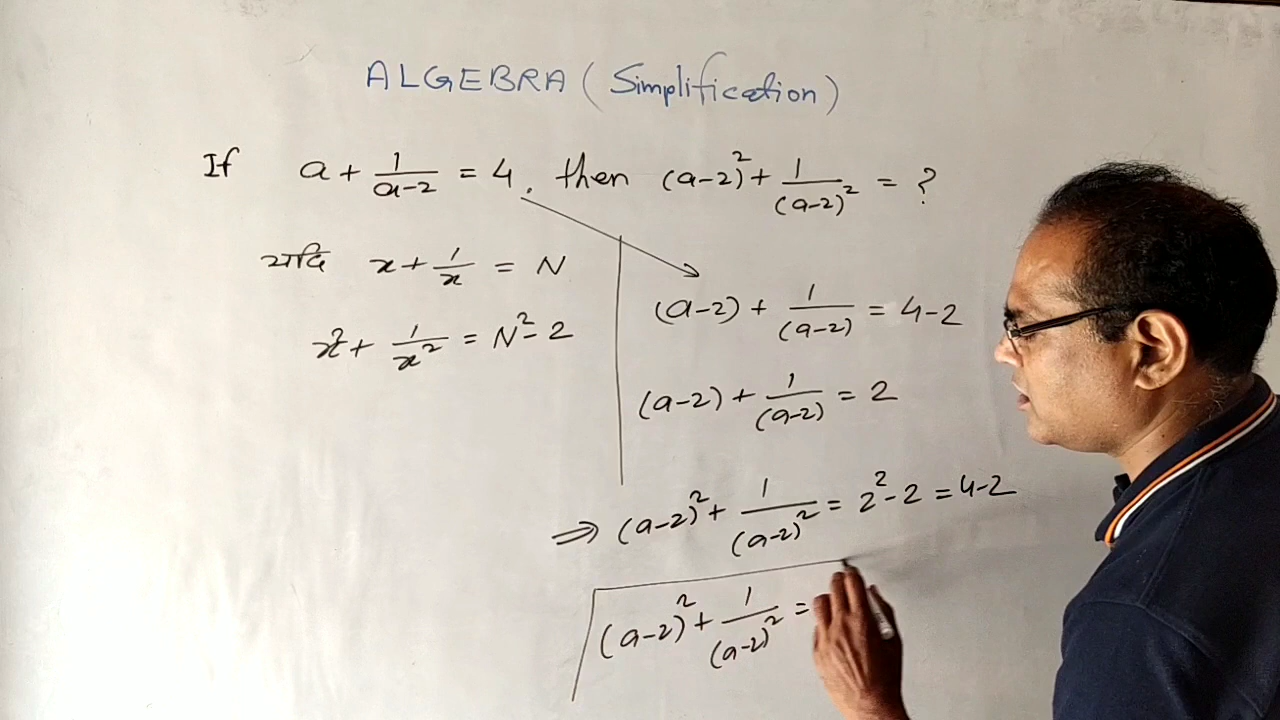 ALGEBRA (Simplification)
If a + 1/(a-2) = 4, then (a-2)² + 1/(a-2)² = ?
यदि x + 1/x = N
x² + 1/x² = N² - 2
(a-2) + 1/(a-2) = 4-2
(a-2) + 1/(a-2) = 2
⇒ (a-2)² + 1/(a-2)² = 2² - 2 = 4-2
(a-2)² + 1/(a-2)² =